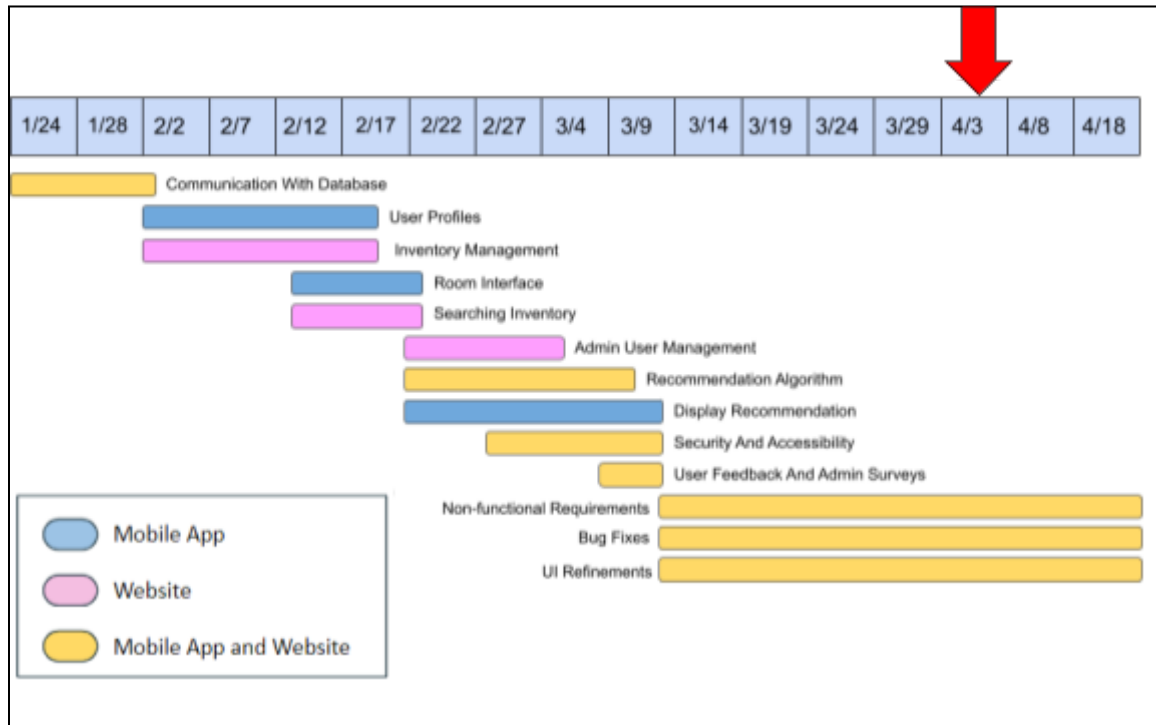 1/24 1/28 2/2 2/7 2/12 2/17 2/22 2/27 3/4 3/9 3/14 3/19 3/24 3/29 4/3 4/8 4/18
Communication With Database
User Profiles
Inventory Management
Room Interface
Searching Inventory
Admin User Management
Recommendation Algorithm
Display Recommendation
Security And Accessibility
User Feedback And Admin Surveys
Non-functional Requirements
Bug Fixes
UI Refinements
Mobile App
Website
Mobile App and Website